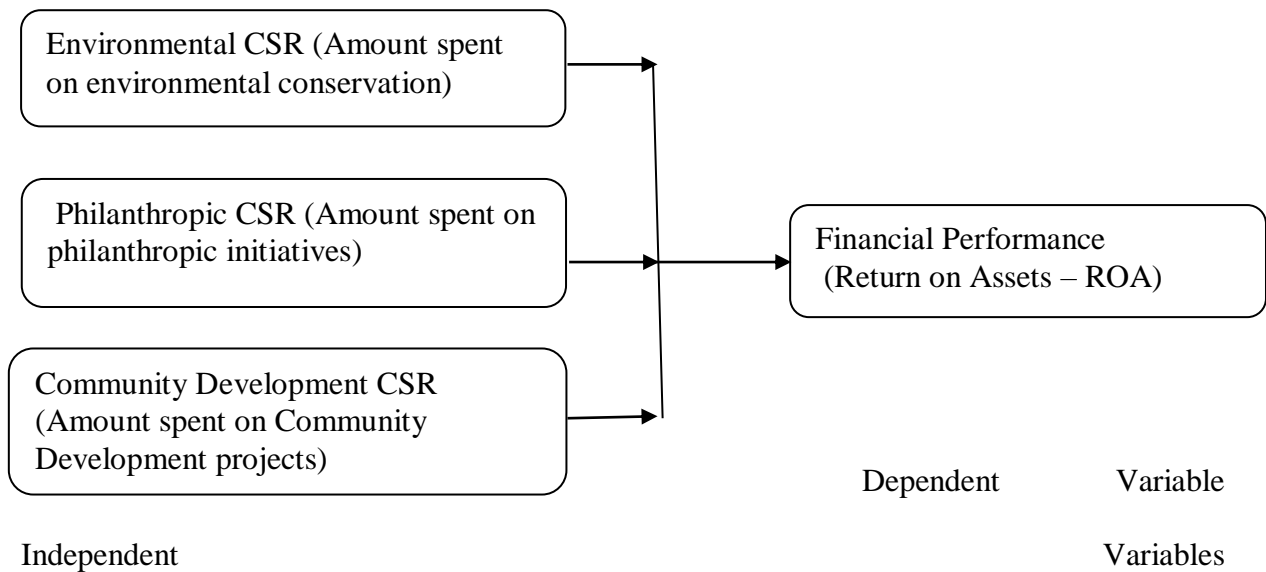 Environmental CSR (Amount spent
on environmental conservation)
Philanthropic CSR (Amount spent on
philanthropic initiatives)
Financial Performance
(Return on Assets – ROA)
Community Development CSR
(Amount spent on Community
Development projects)
Dependent Variable
Independent Variables